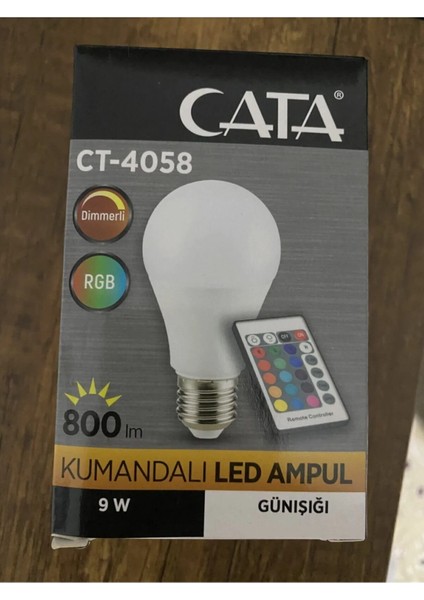 CATA®
CT-4058
Dimmerli
RGB
800 lm
Remote Controller
KUMANDALI LED AMPUL
9 W GÜNIŞIĞI